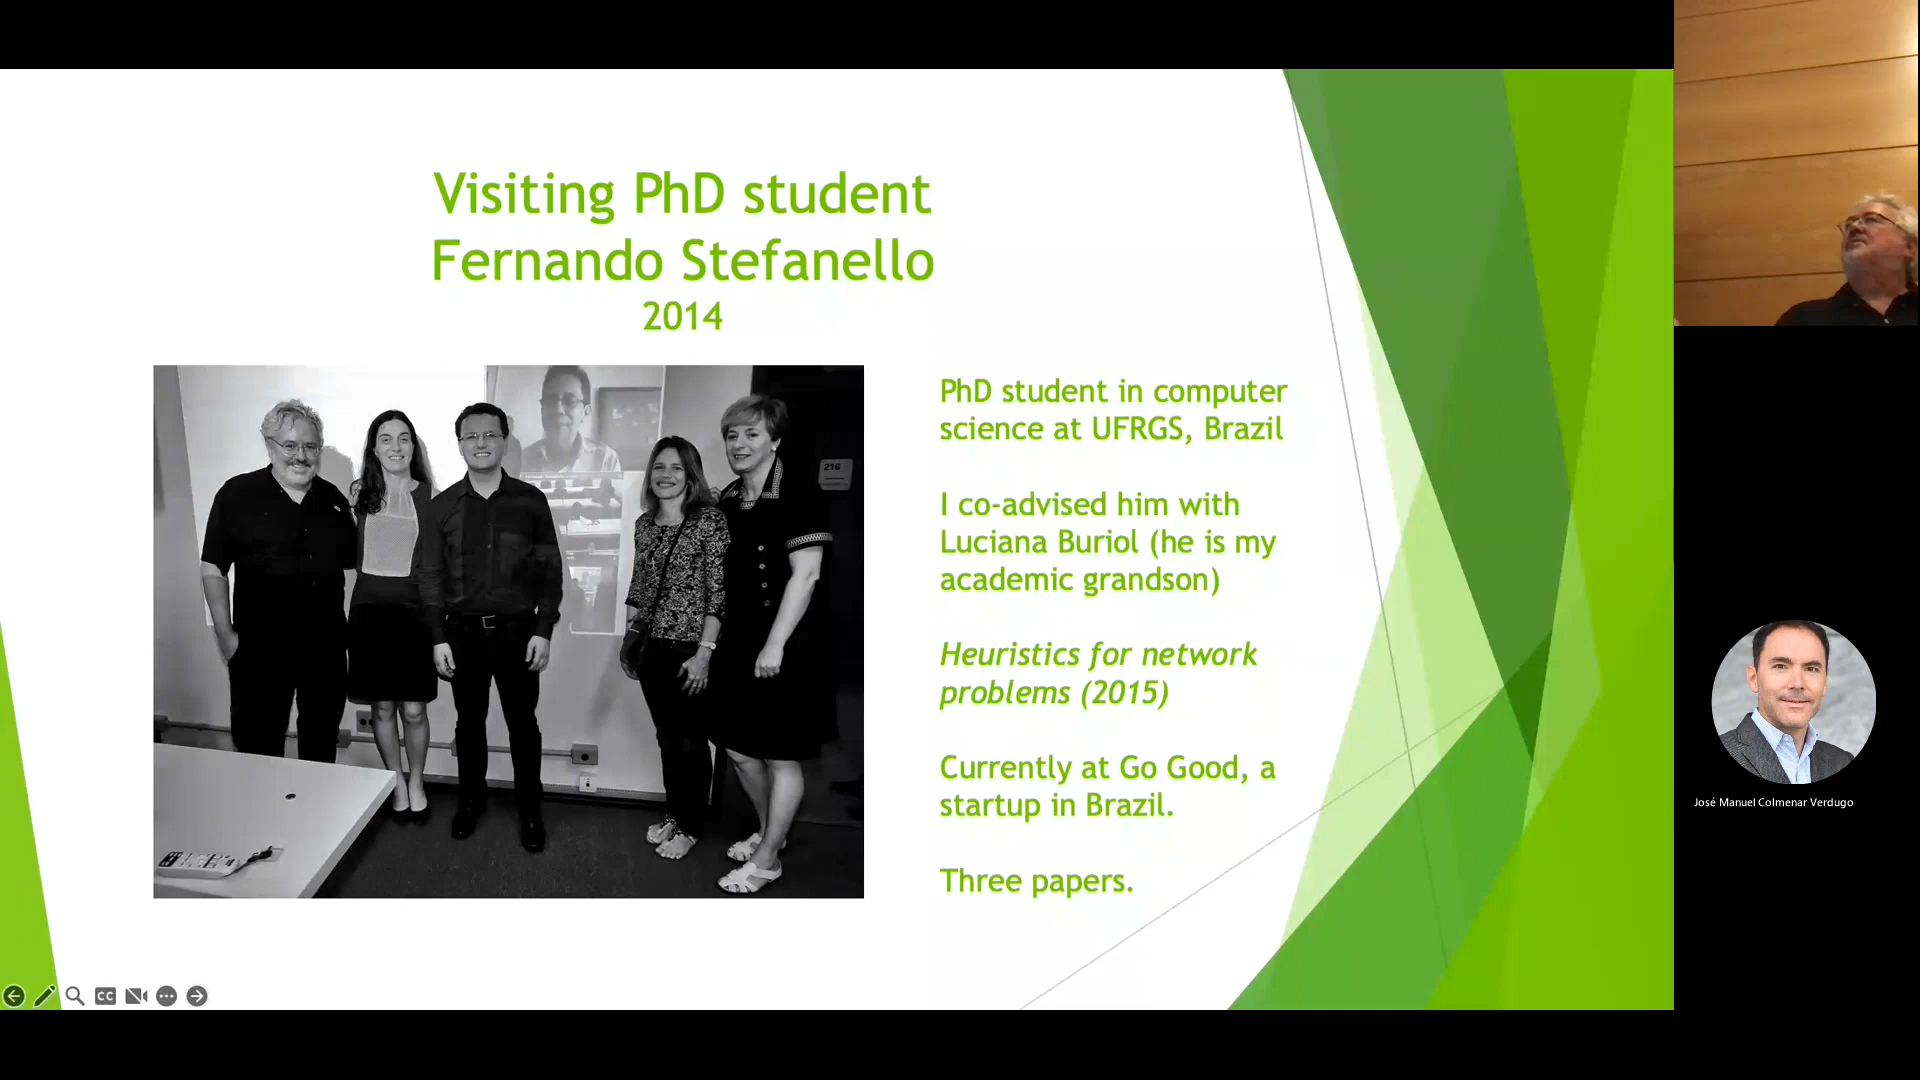 Visiting PhD student
Fernando Stefanello
2014
216
PhD student in computer
science at UFRGS, Brazil
I co-advised him with
Luciana Buriol (he is my
academic grandson)
Heuristics for network
problems (2015)
Currently at Go Good, a
startup in Brazil.
Three papers.
CC
José Manuel Colmenar Verdugo